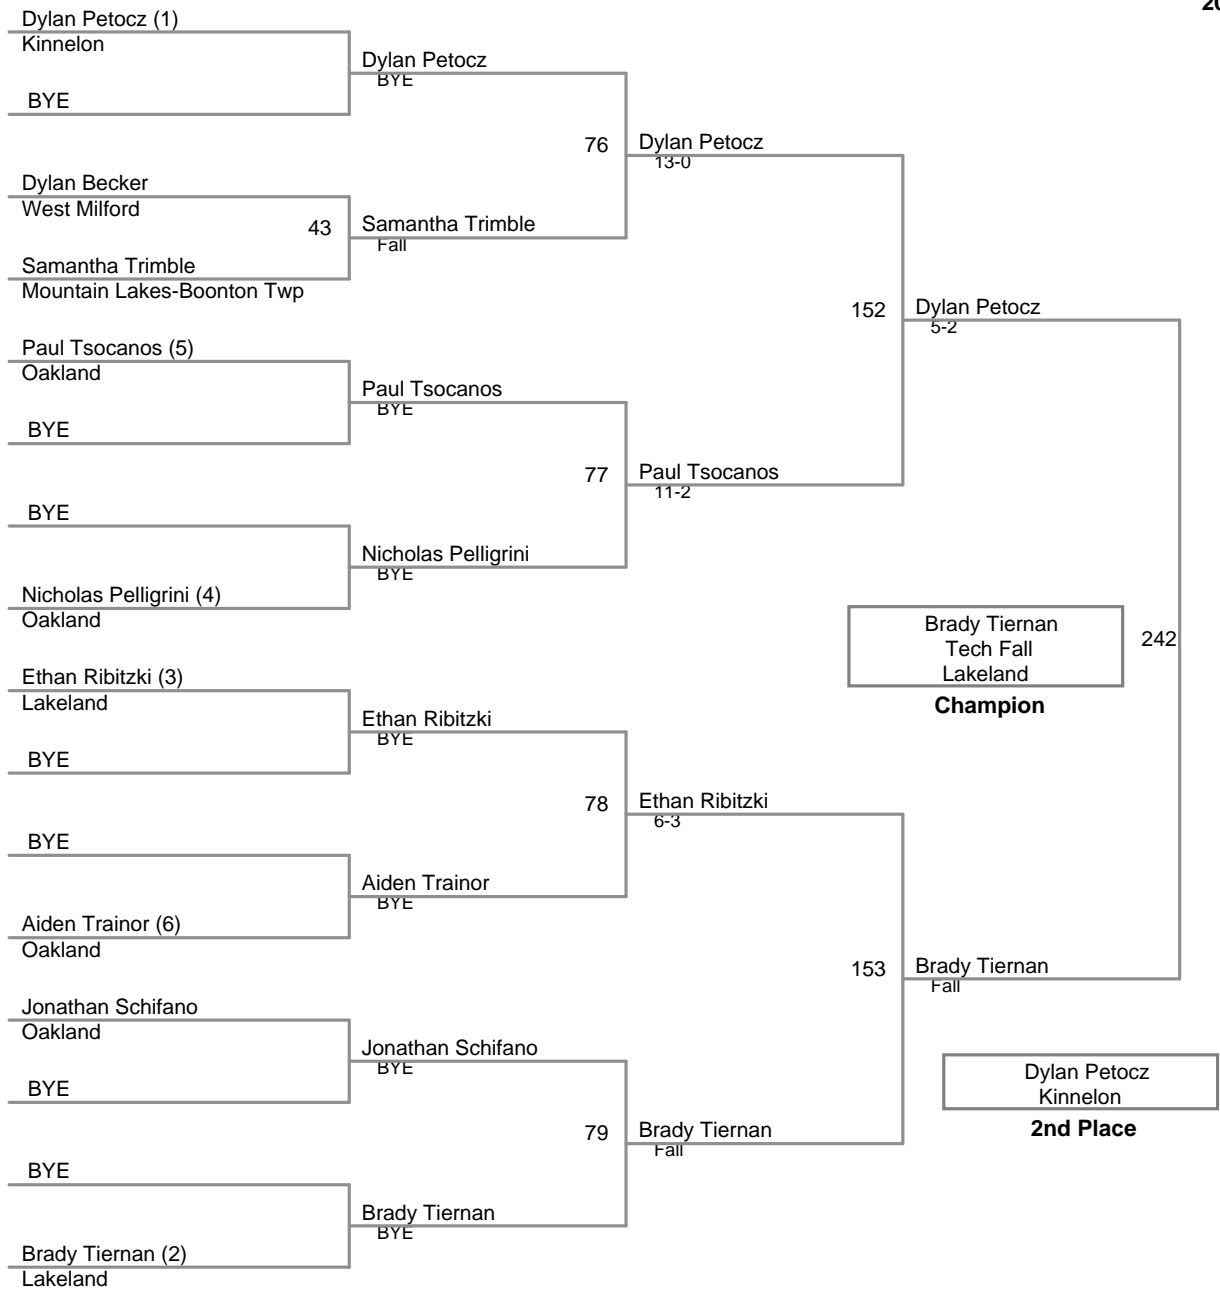 20
Dylan Petocz (1)
Kinnelon
BYE
Dylan Becker
West Milford
Samantha Trimble
Mountain Lakes-Boonton Twp
Paul Tsocanos (5)
Oakland
BYE
BYE
Nicholas Pelligrini (4)
Oakland
Ethan Ribitzki (3)
Lakeland
BYE
BYE
Aiden Trainor (6)
Oakland
Jonathan Schifano
Oakland
BYE
BYE
Brady Tiernan (2)
Lakeland
43
Dylan Petocz
BYE
Samantha Trimble
Fall
Paul Tsocanos
BYE
Nicholas Pelligrini
BYE
Ethan Ribitzki
BYE
Aiden Trainor
BYE
Jonathan Schifano
BYE
Brady Tiernan
BYE
76
77
78
79
Dylan Petocz
13-0
Paul Tsocanos
11-2
Ethan Ribitzki
6-3
Brady Tiernan
Fall
152
153
Dylan Petocz
5-2
Brady Tiernan
Fall
242
Brady Tiernan
Tech Fall
Lakeland
Champion
Dylan Petocz
Kinnelon
2nd Place